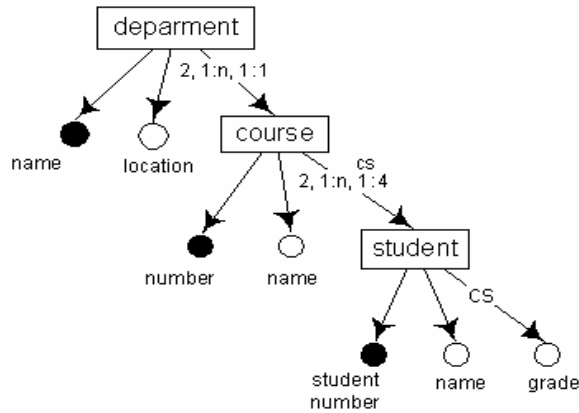 deparment
2, 1:n, 1:1
name
location
course
cs
2, 1:n, 1:4
number
name
student
CS
student
number
name
grade